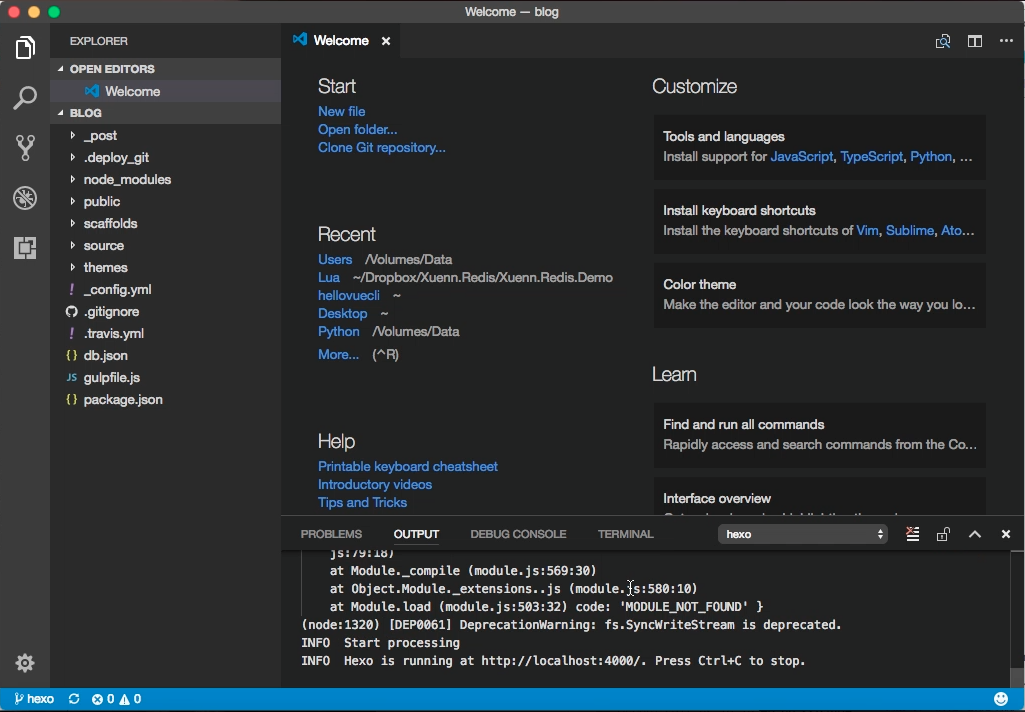 Welcome — blog
EXPLORER
OPEN EDITORS
Welcome
BLOG
_post
.deploy_git
node_modules
public
scaffolds
source
themes
! _config.yml
.gitignore
! .travis.yml
{} db.json
JS gulpfile.js
{} package.json
Welcome ×
Start
New file
Open folder...
Clone Git repository...
Recent
Users /Volumes/Data
Lua ~/Dropbox/Xuenn.Redis/Xuenn.Redis.Demo
hellovuecli ~
Desktop ~
Python /Volumes/Data
More... (^R)
Help
Printable keyboard cheatsheet
Introductory videos
Tips and Tricks
Customize
Tools and languages
Install support for JavaScript, TypeScript, Python, ...
Install keyboard shortcuts
Install the keyboard shortcuts of Vim, Sublime, Ato...
Color theme
Make the editor and your code look the way you lo...
Learn
Find and run all commands
Rapidly access and search commands from the Co...
Interface overview
PROBLEMS OUTPUT DEBUG CONSOLE TERMINAL hexo
js:79:18)
at Module._compile (module.js:569:30)
at Object.Module._extensions..js (module.js:580:10)
at Module.load (module.js:503:32) code: 'MODULE_NOT_FOUND' }
(node:1320) [DEP0061] DeprecationWarning: fs.SyncWriteStream is deprecated.
INFO Start processing
INFO Hexo is running at http://localhost:4000/. Press Ctrl+C to stop.
hexo 0 0